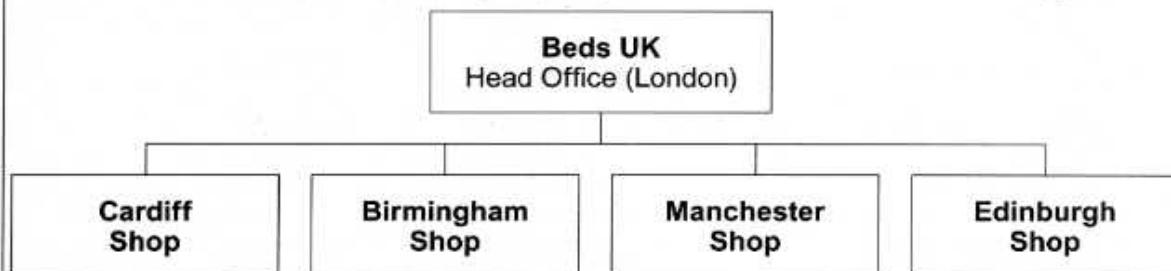 Beds UK
Head Office (London)
Cardiff
Shop
Birmingham
Shop
Manchester
Shop
Edinburgh
Shop